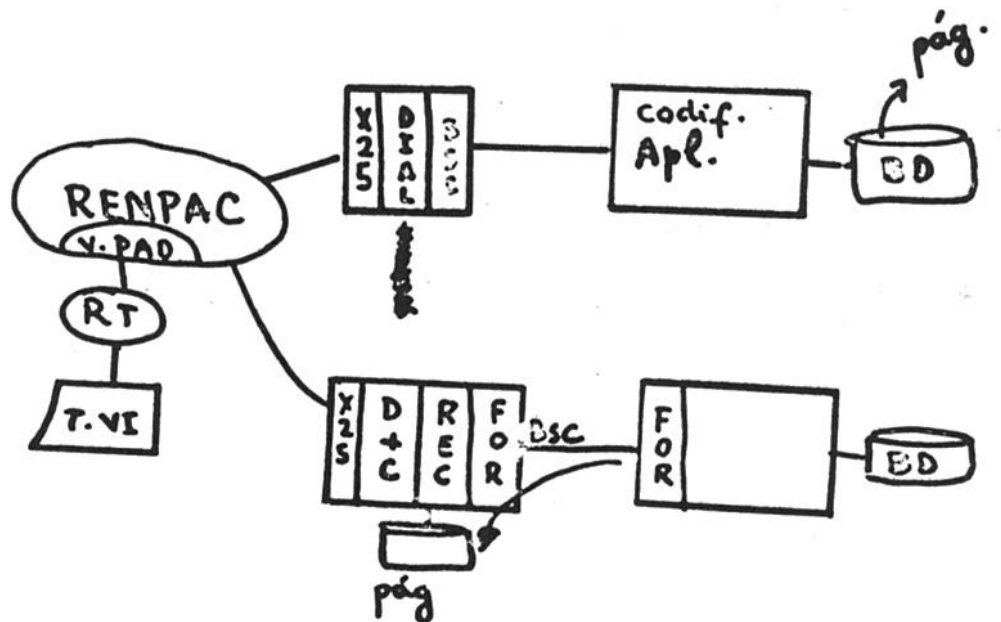 pág.
X25
DIAL
codif.
Apl.
BD
RENPAC
V.PAD
RT
T.VI
X25
D+C
REC
FOR
BSC
FOR
BD
pág